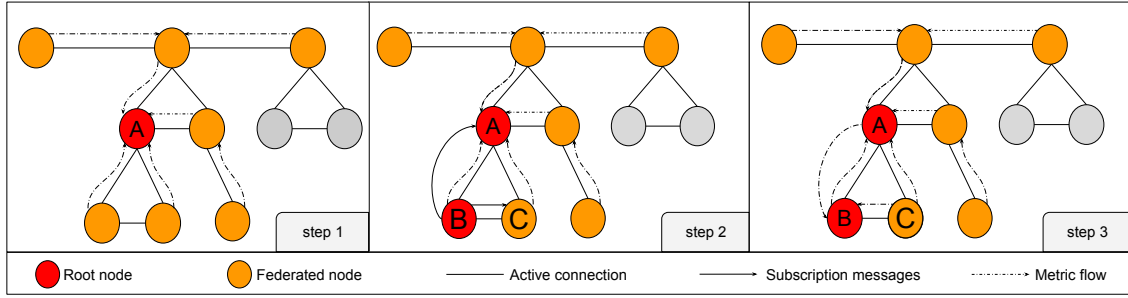 A
step 1
A
B
C
step 2
A
B
C
step 3
Root node
Federated node
Active connection
Subscription messages
Metric flow